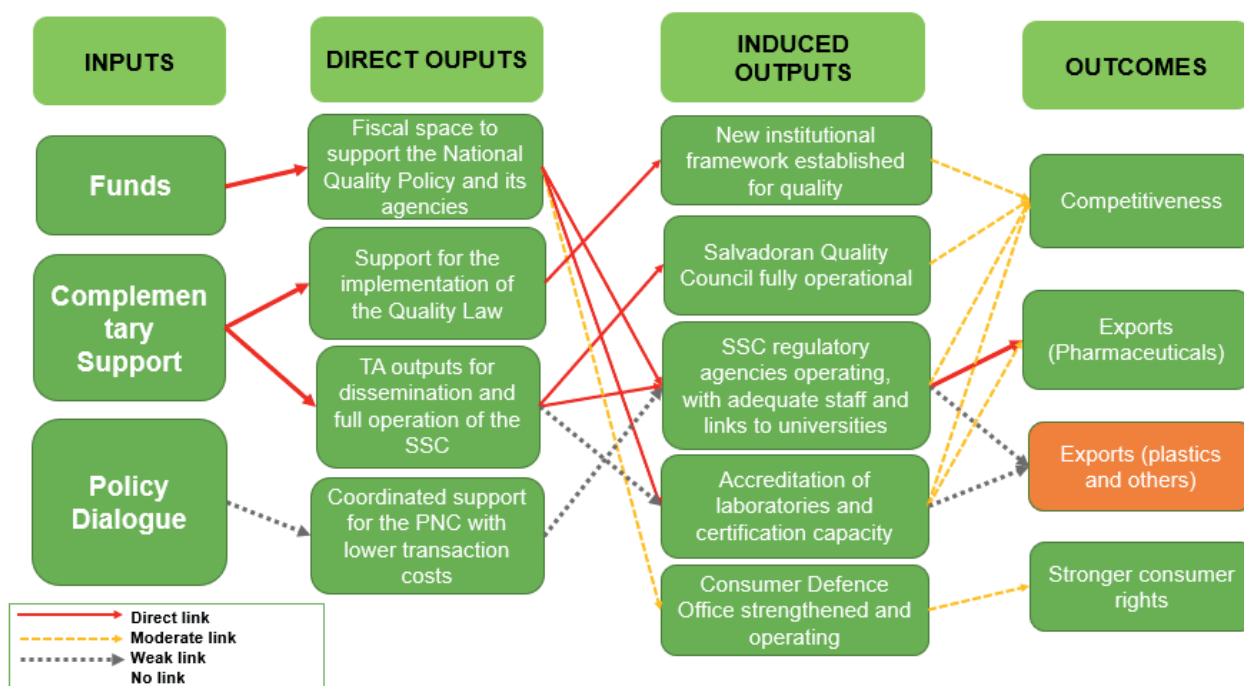 INPUTS
DIRECT OUPUTS
INDUCED
OUTPUTS
OUTCOMES
Funds
Complemen
tary
Support
Policy
Dialogue
Fiscal space to
support the National
Quality Policy and its
agencies
Support for the
implementation of
the Quality Law
TA outputs for
dissemination and
full operation of the
SSC
Coordinated support
for the PNC with
lower transaction
costs
New institutional
framework established
for quality
Salvadoran Quality
Council fully operational
SSC regulatory
agencies operating,
with adequate staff and
links to universities
Accreditation of
laboratories and
certification capacity
Consumer Defence
Office strengthened and
operating
Competitiveness
Exports
(Pharmaceuticals)
Exports (plastics
and others)
Stronger consumer
rights
Direct link
Moderate link
Weak link
No link